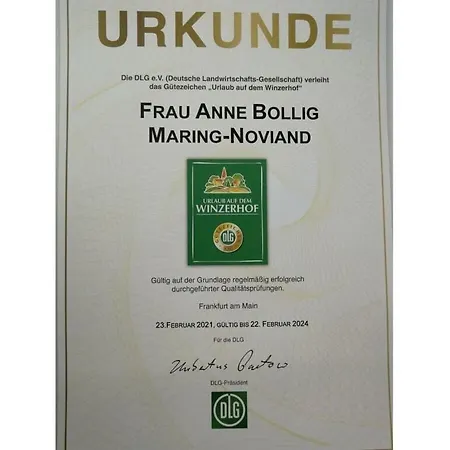 URKUNDE
Die DLG e.V. (Deutsche Landwirtschafts-Gesellschaft) verleiht
das Gütezeichen „Urlaub auf dem Winzerhof"
FRAU ANNE BOLLIG
MARING-NOVIAND
URLAUB AUF DEM
WINZERHOF
DLG
Gültig auf der Grundlage regelmäßig erfolgreich
durchgeführter Qualitätsprüfungen.
Frankfurt am Main
23.FEBRUAR 2021, GÜLTIG BIS 22. FEBRUAR 2024
Für die DLG
DLG-Präsident
DLG